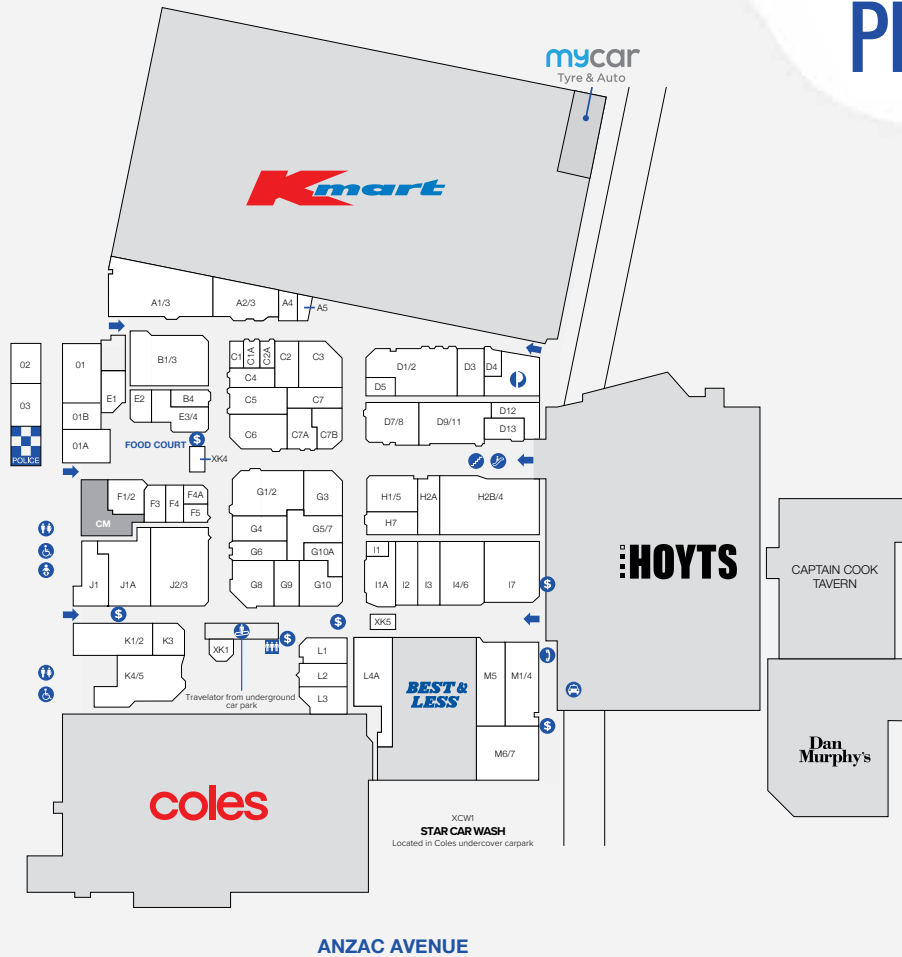 PL
mycar
Tyre & Auto
Kmart
A1/3
A2/3
A4
A5
02
01
B1/3
C1
C1A
C2A
C2
C3
D1/2
D3
D4
C4
D5
03
E1
E2
B4
C5
C7
01B
E3/4
D7/8
D9/11
D12
01A
FOOD COURT
$
C6
C7A
C7B
D13
POLICE
XK4
F1/2
F3
F4
F4A
F5
CM
G1/2
G3
H1/5
H2A
H2B/4
G4
G5/7
H7
G6
G10A
I1
HOYTS
CAPTAIN COOK
TAVERN
J1
J1A
J2/3
G8
G9
G10
I1A
I2
I3
I4/6
I7
$
$
$
XK5
K1/2
K3
$
XK1
L1
K4/5
L2
L4A
BEST &
LESS
M5
M1/4
Travelator from underground
car park
L3
$
M6/7
Dan
Murphy's
coles
XCW1
STAR CAR WASH
Located in Coles undercover carpark
ANZAC AVENUE